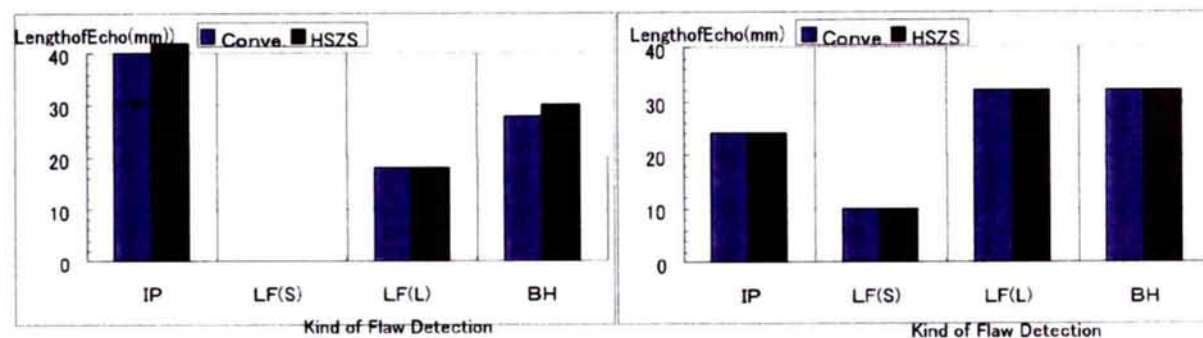 LengthofEcho(mm))
Conve.
HSZS
40
30
20
10
0
IP
LF(S)
LF(L)
BH
Kind of Flaw Detection
LengthofEcho(mm)
Conve.
HSZS
40
30
20
10
0
IP
LF(S)
LF(L)
BH
Kind of Flaw Detection